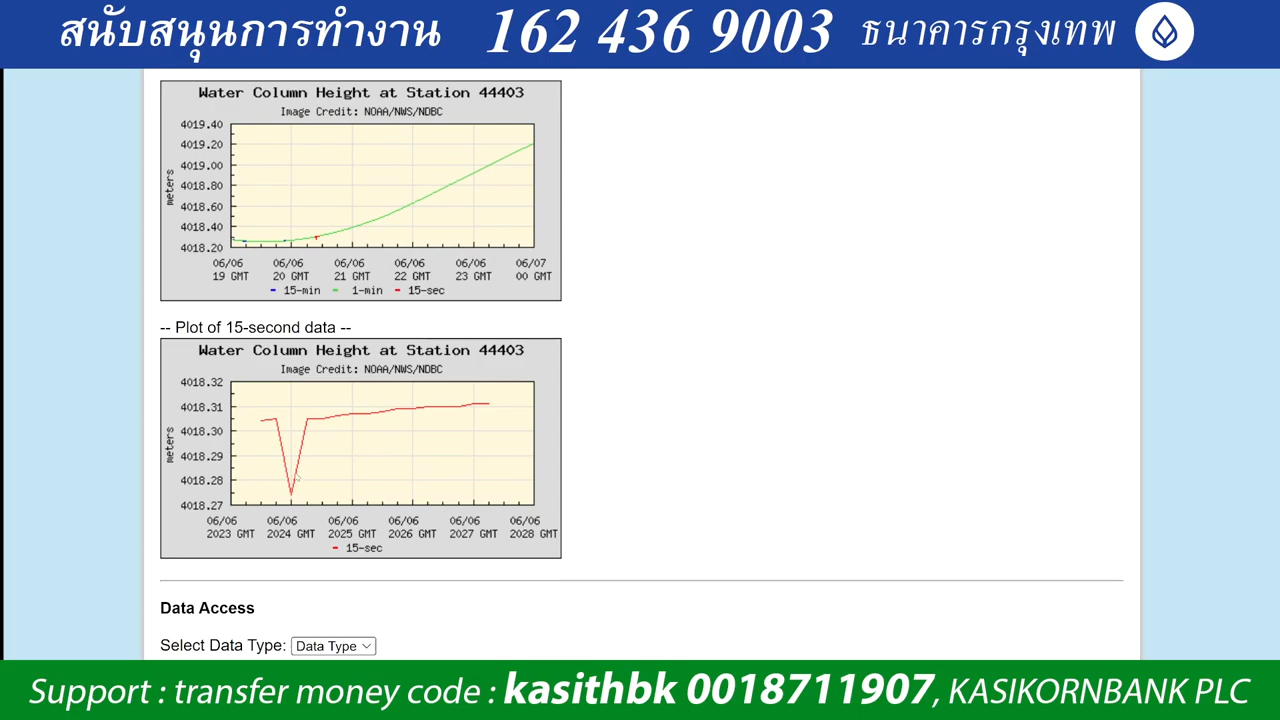 สนับสนุนการทำงาน 162 436 9003 ธนาคารกรุงเทพ
Water Column Height at Station 44403
Image Credit: NOAA/NWS/NDBC
4019.40
4019.20
4019.00
4018.80
4018.60
4018.40
4018.20
meters
06/06 06/06 06/06 06/06 06/06 06/07
19 GMT 20 GMT 21 GMT 22 GMT 23 GMT 00 GMT
15-min 1-min 15-sec
-- Plot of 15-second data --
Water Column Height at Station 44403
Image Credit: NOAA/NWS/NDBC
4018.32
4018.31
4018.30
4018.29
4018.28
4018.27
meters
06/06 06/06 06/06 06/06 06/06 06/06
2023 GMT 2024 GMT 2025 GMT 2026 GMT 2027 GMT 2028 GMT
15-sec
Data Access
Select Data Type: Data Type
Support : transfer money code : kasithbk 0018711907, KASIKORNBANK PLC